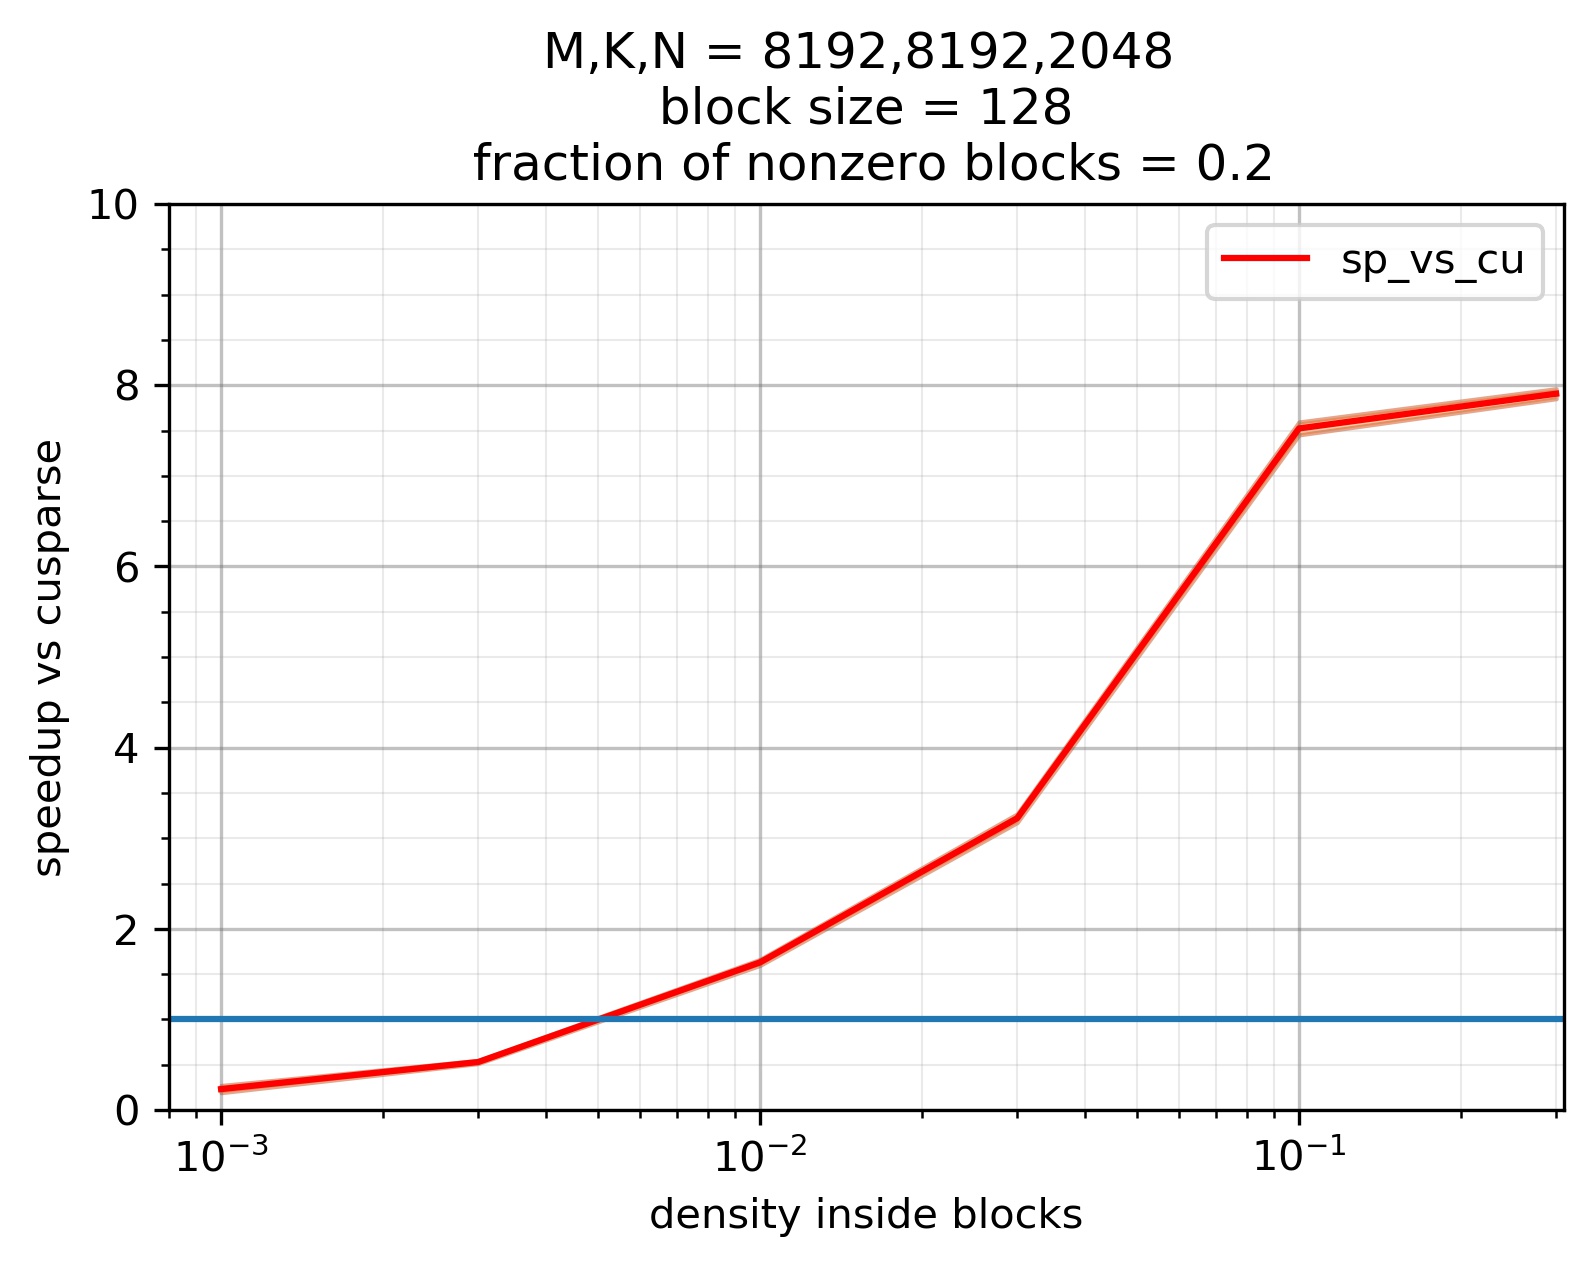 M,K,N = 8192,8192,2048
block size = 128
fraction of nonzero blocks = 0.2
10
8
6
4
2
0
speedup vs cusparse
sp_vs_cu
10⁻³
10⁻²
10⁻¹
density inside blocks